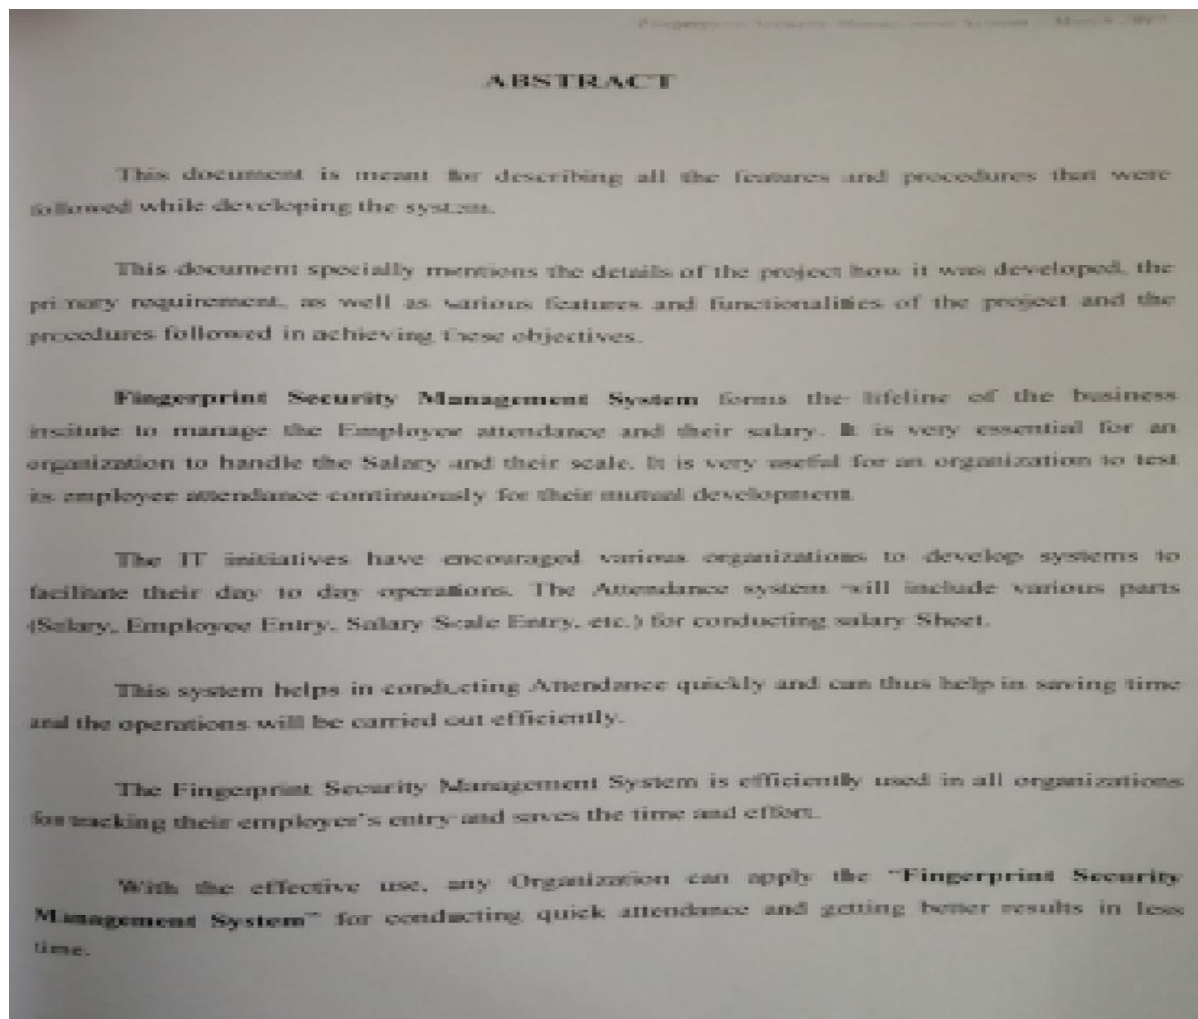 Fingerprint Security Management System
ABSTRACT
This document is meant for describing all the features and procedures that were
followed while developing the system.
This document specially mentions the details of the project how it was developed, the
primary requirement, as well as various features and functionalities of the project and the
procedures followed in achieving these objectives.
Fingerprint Security Management System forms the lifeline of the business
institute to manage the Employee attendance and their salary. It is very essential for an
organization to handle the Salary and their scale. It is very useful for an organization to test
its employee attendance continuously for their mutual development.
The IT initiatives have encouraged various organizations to develop systems to
facilitate their day to day operations. The Attendance system will include various parts
(Salary, Employee Entry, Salary Scale Entry, etc.) for conducting salary Sheet.
This system helps in conducting Attendance quickly and can thus help in saving time
and the operations will be carried out efficiently.
The Fingerprint Security Management System is efficiently used in all organizations
for tracking their employer's entry and saves the time and effort.
With the effective use, any Organization can apply the "Fingerprint Security
Management System" for conducting quick attendance and getting better results in less
time.